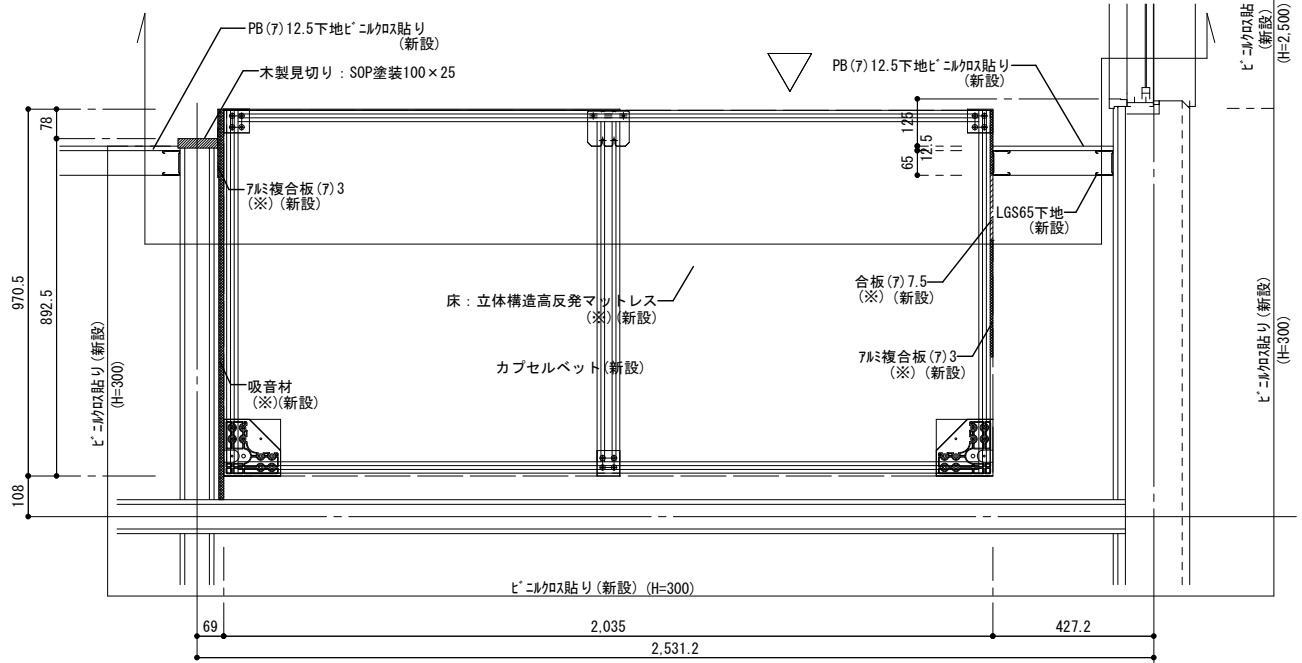 PB(ｱ)12.5下地ﾋﾞﾆﾙｸﾛｽ貼り
(新設)
木製見切り：SOP塗装100×25
PB(ｱ)12.5下地ﾋﾞﾆﾙｸﾛｽ貼り
(新設)
ﾋﾞﾆﾙｸﾛｽ貼
(新設)
(H=2,500)
78
125
12.5
65
ｱﾙﾐ複合板(ｱ)3
(※)(新設)
LGS65下地
(新設)
970.5
892.5
床：立体構造高反発マットレス
(※)(新設)
合板(ｱ)7.5
(※)(新設)
カプセルベット(新設)
ｱﾙﾐ複合板(ｱ)3
(※)(新設)
吸音材
(※)(新設)
ﾋﾞﾆﾙｸﾛｽ貼り(新設)
(H=300)
ﾋﾞﾆﾙｸﾛｽ貼り(新設)
(H=300)
108
ﾋﾞﾆﾙｸﾛｽ貼り(新設)(H=300)
69
2,035
427.2
2,531.2